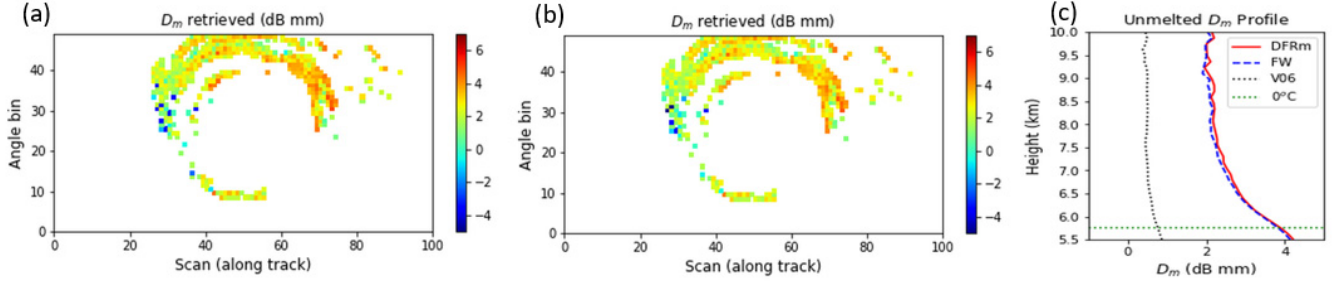 (a)
D_m retrieved (dB mm)
Angle bin
40
30
20
10
0
0 20 40 60 80 100
Scan (along track)
6
4
2
0
−2
−4
(b)
D_m retrieved (dB mm)
Angle bin
40
30
20
10
0
0 20 40 60 80 100
Scan (along track)
6
4
2
0
−2
−4
(c)
Unmelted D_m Profile
Height (km)
10.0
9.5
9.0
8.5
8.0
7.5
7.0
6.5
6.0
5.5
DFRm
FW
V06
0°C
0 2 4
D_m (dB mm)